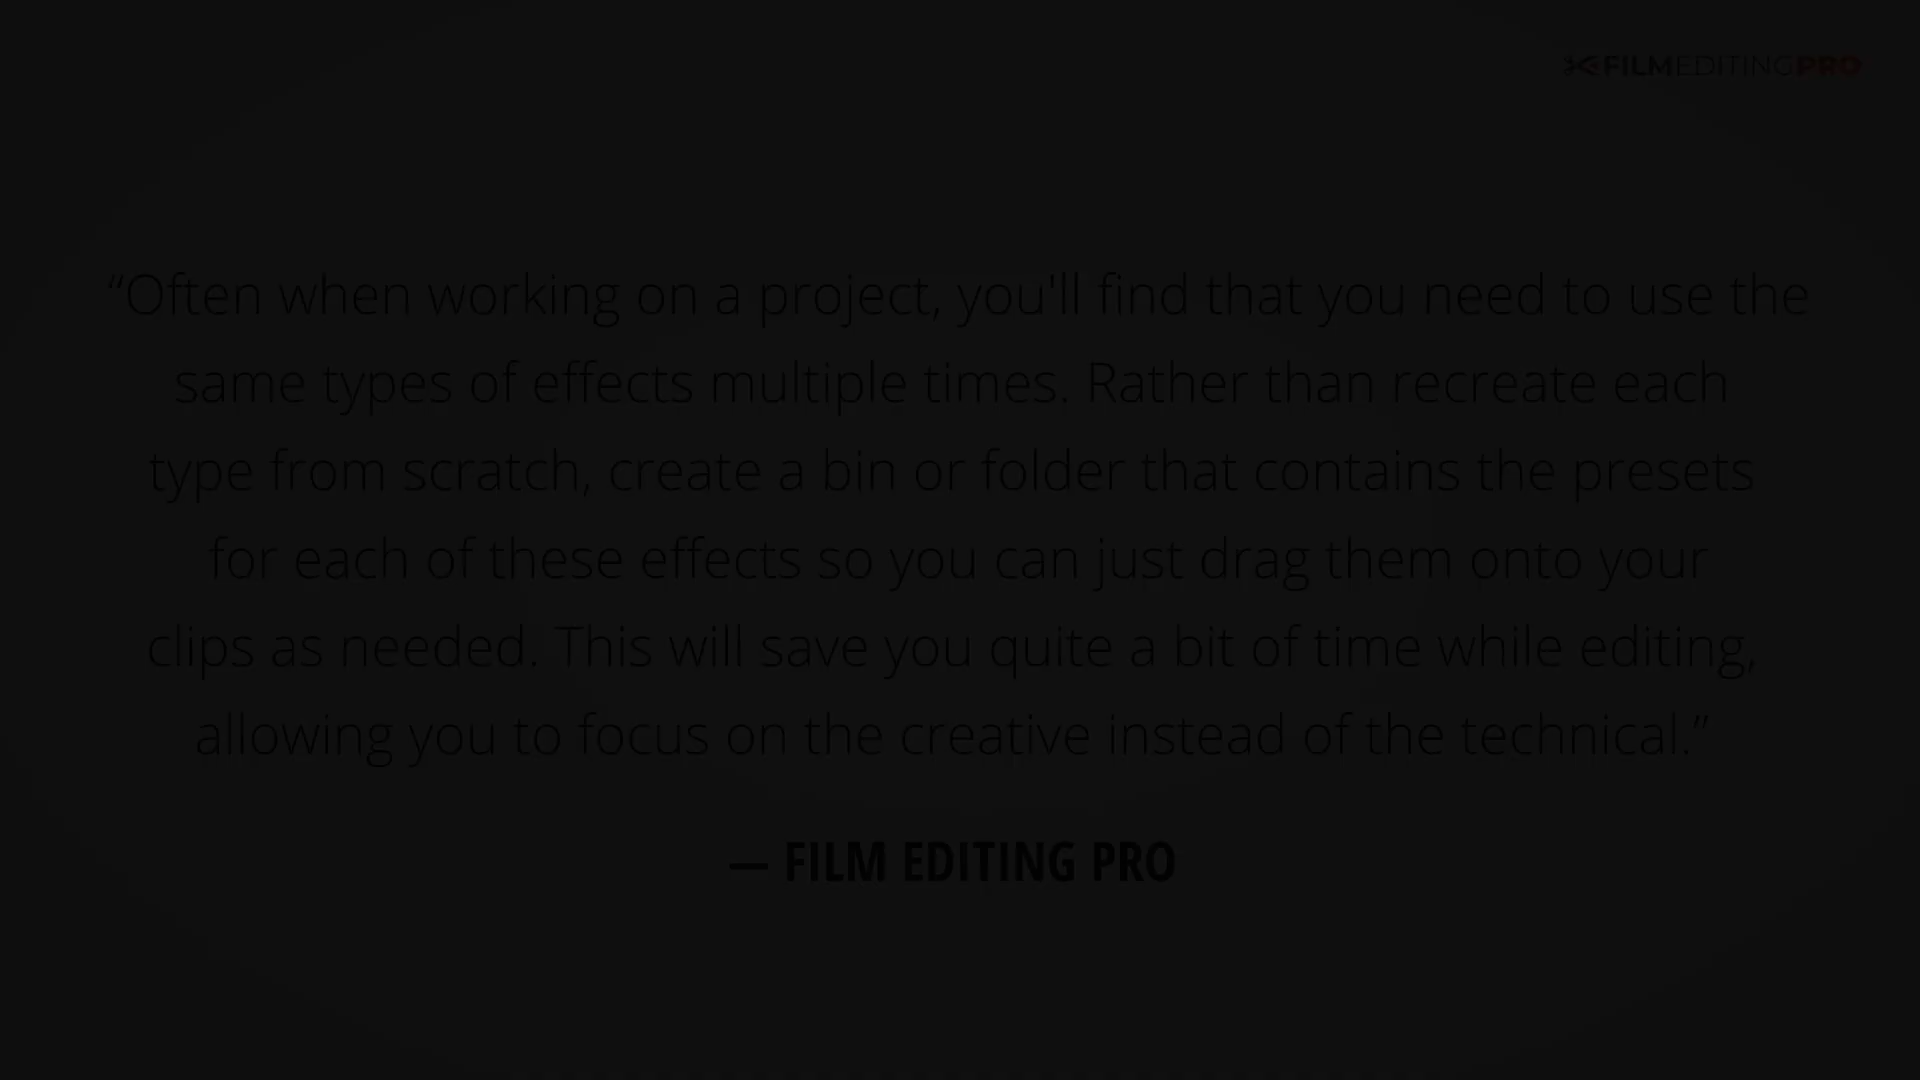 FILMEDITINGPRO
“Often when working on a project, you'll find that you need to use the
same types of effects multiple times. Rather than recreate each
type from scratch, create a bin or folder that contains the presets
for each of these effects so you can just drag them onto your
clips as needed. This will save you quite a bit of time while editing,
allowing you to focus on the creative instead of the technical.”
— FILM EDITING PRO